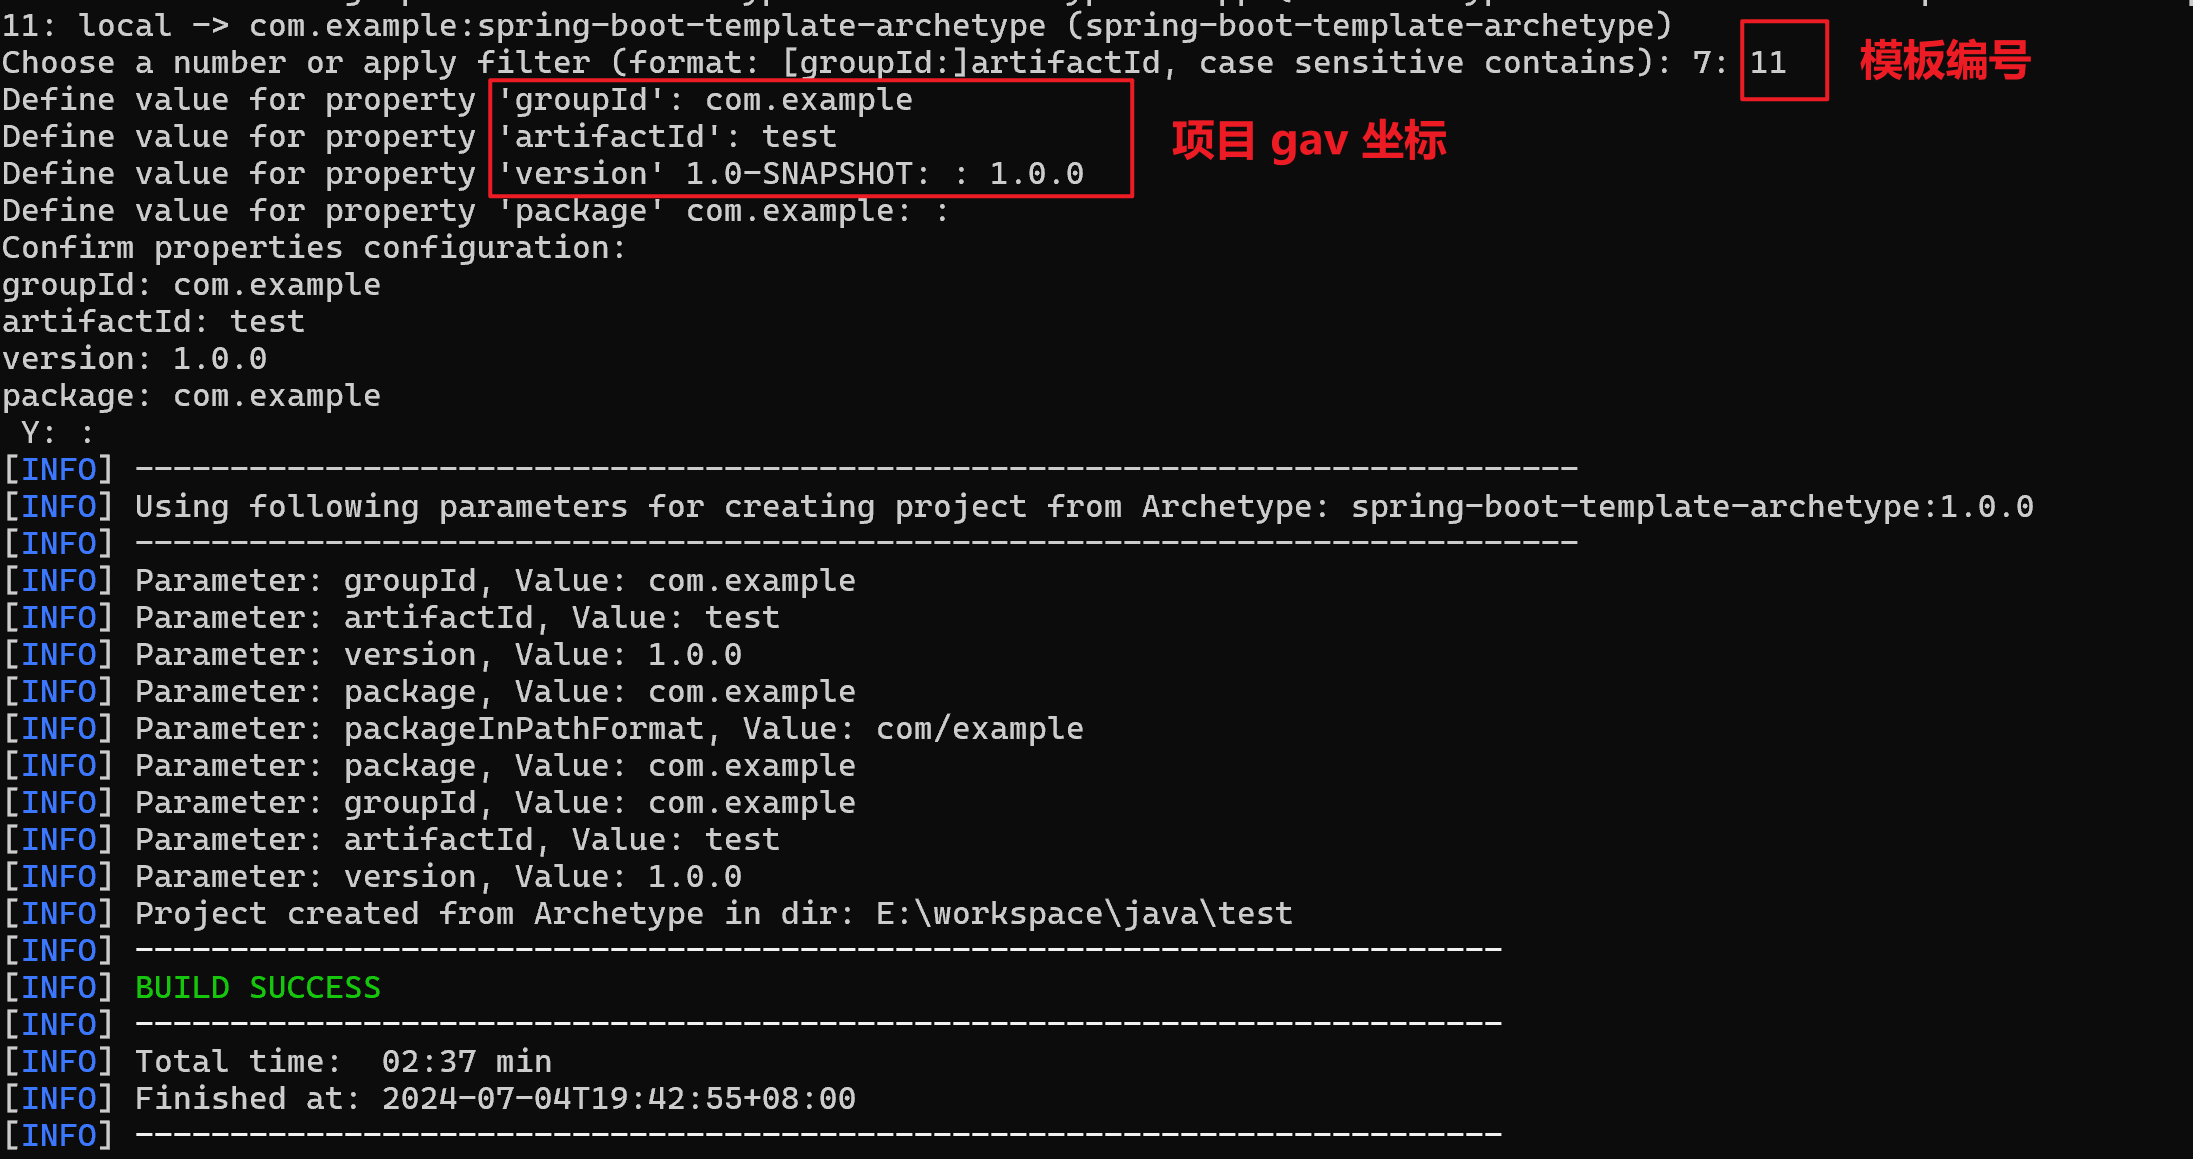 11: local -> com.example:spring-boot-template-archetype (spring-boot-template-archetype)
Choose a number or apply filter (format: [groupId:]artifactId, case sensitive contains): 7: 11
模板编号
Define value for property 'groupId': com.example
Define value for property 'artifactId': test
项目 gav 坐标
Define value for property 'version' 1.0-SNAPSHOT: : 1.0.0
Define value for property 'package' com.example: :
Confirm properties configuration:
groupId: com.example
artifactId: test
version: 1.0.0
package: com.example
Y: :
[INFO] ----------------------------------------------------------------------------
[INFO] Using following parameters for creating project from Archetype: spring-boot-template-archetype:1.0.0
[INFO] ----------------------------------------------------------------------------
[INFO] Parameter: groupId, Value: com.example
[INFO] Parameter: artifactId, Value: test
[INFO] Parameter: version, Value: 1.0.0
[INFO] Parameter: package, Value: com.example
[INFO] Parameter: packageInPathFormat, Value: com/example
[INFO] Parameter: package, Value: com.example
[INFO] Parameter: groupId, Value: com.example
[INFO] Parameter: artifactId, Value: test
[INFO] Parameter: version, Value: 1.0.0
[INFO] Project created from Archetype in dir: E:\workspace\java\test
[INFO] ------------------------------------------------------------------------
[INFO] BUILD SUCCESS
[INFO] ------------------------------------------------------------------------
[INFO] Total time:  02:37 min
[INFO] Finished at: 2024-07-04T19:42:55+08:00
[INFO] ------------------------------------------------------------------------